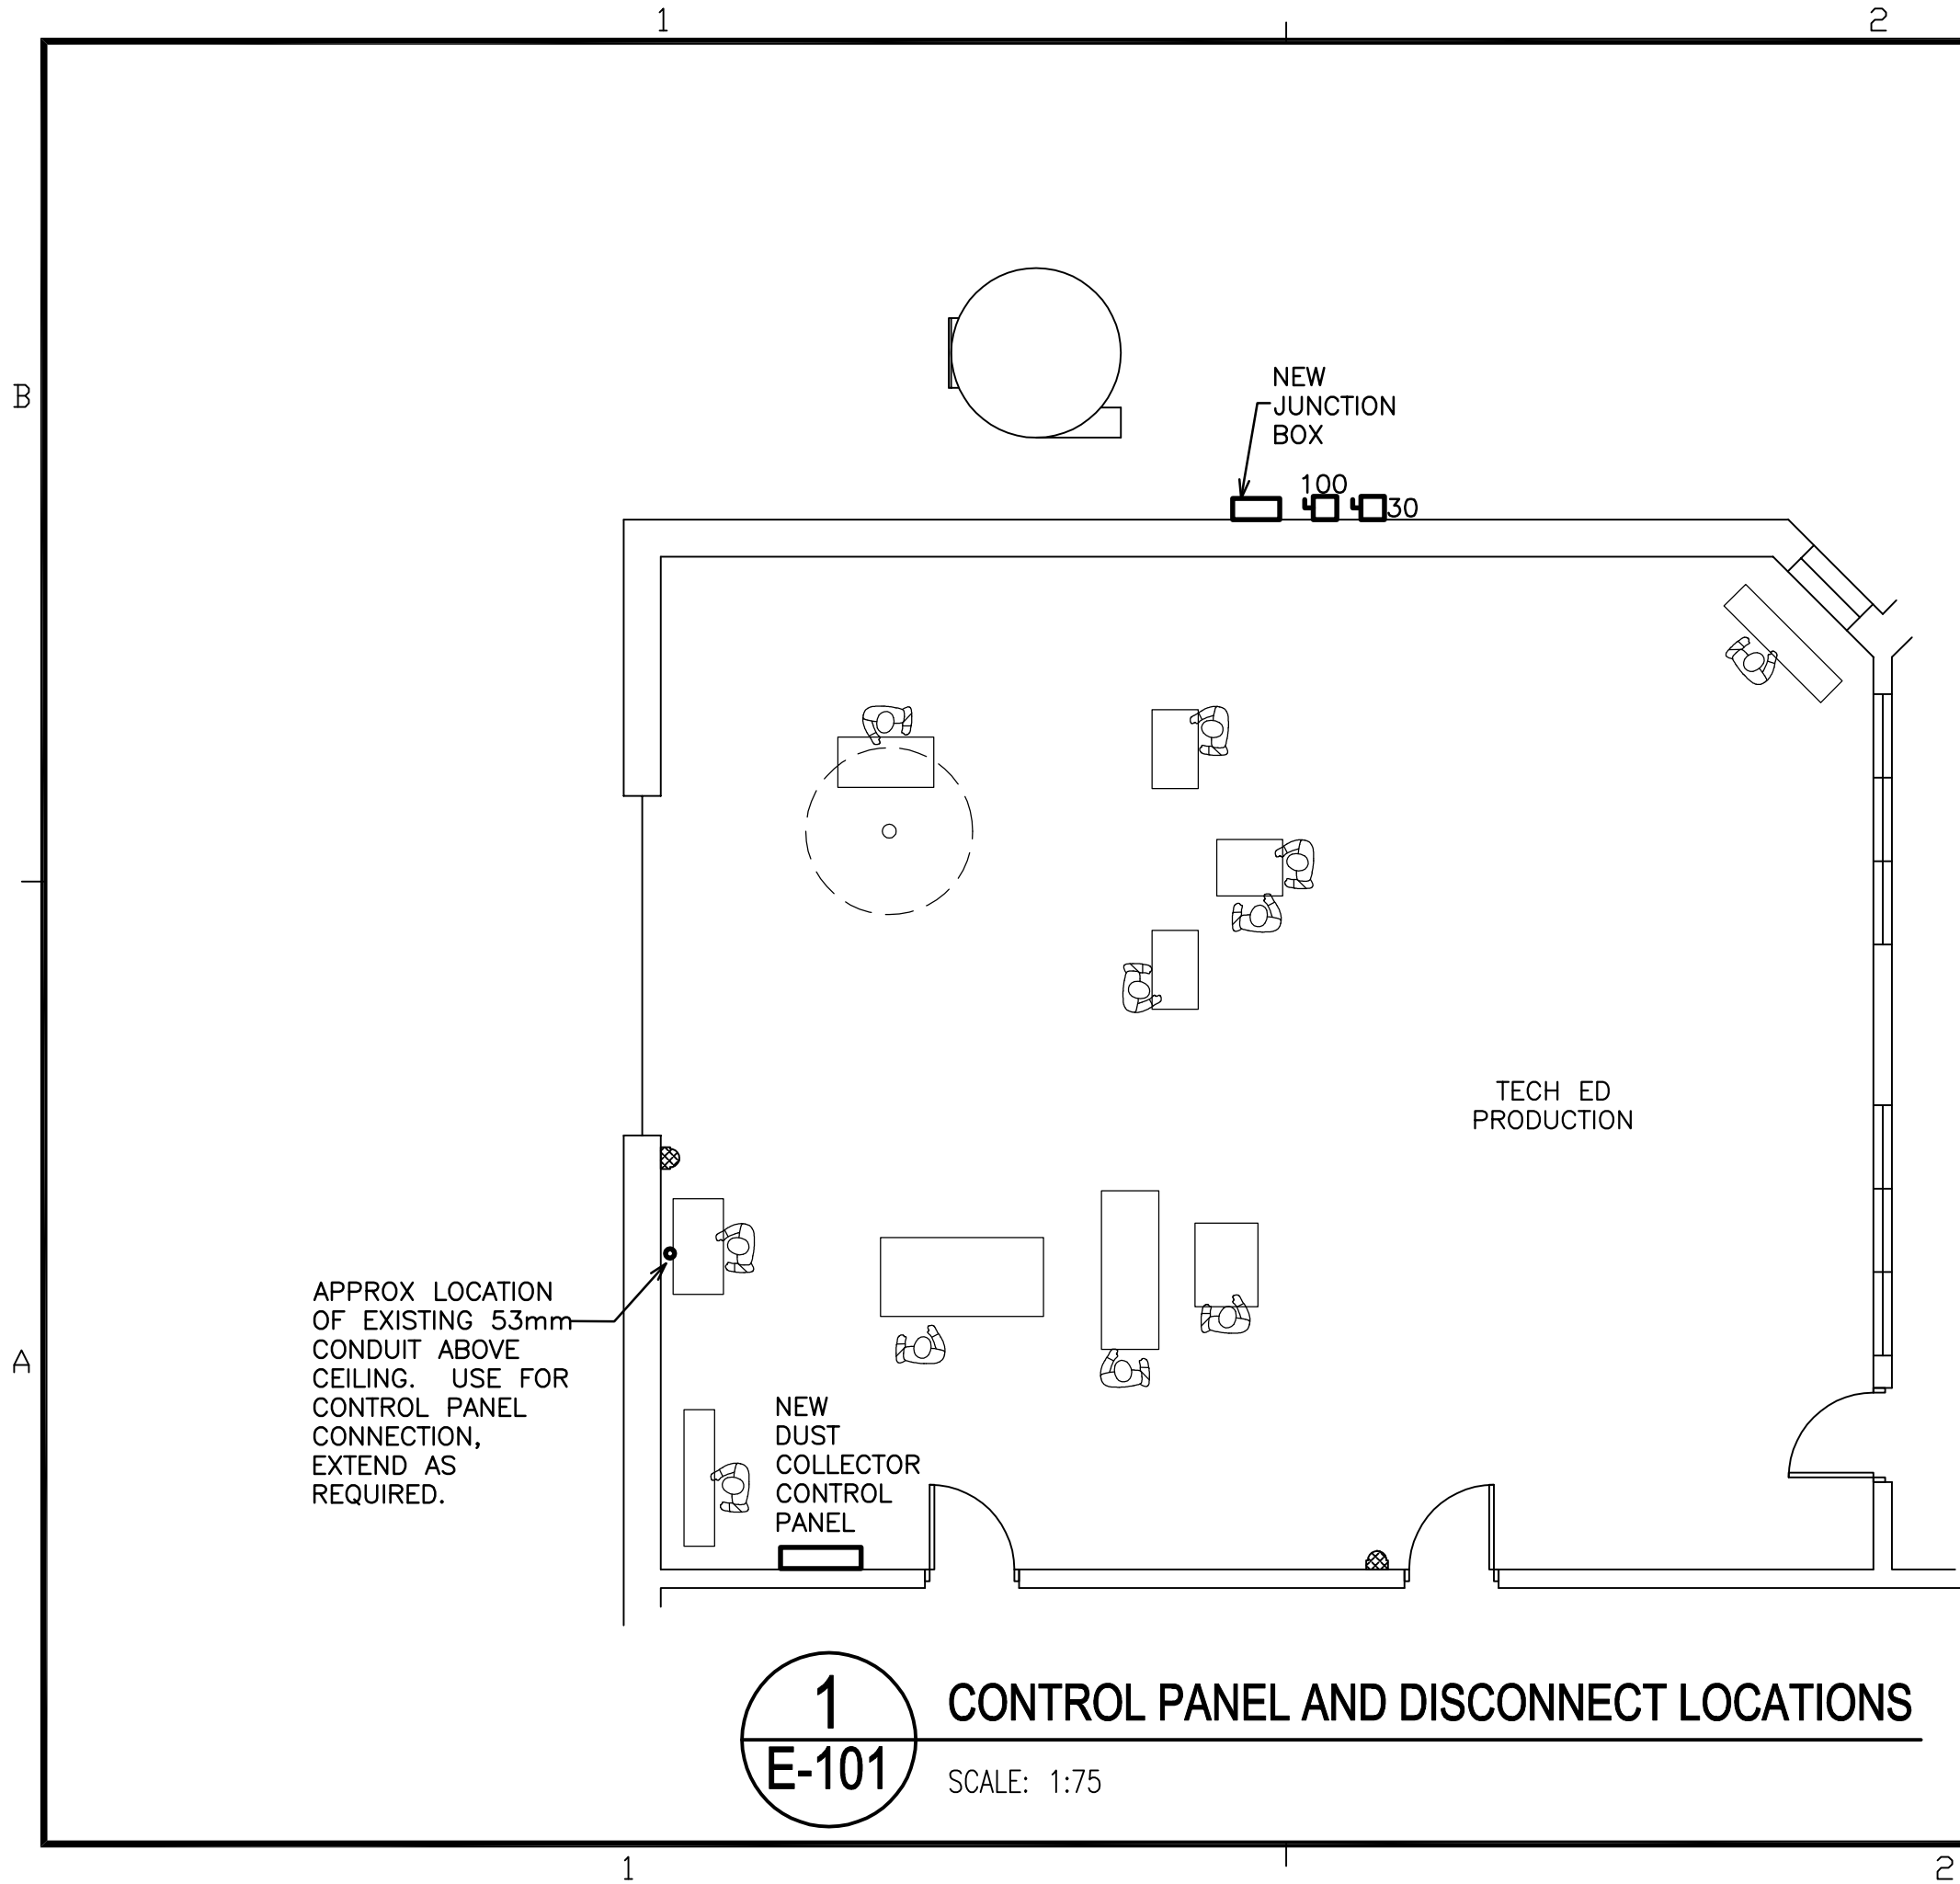 1
2
B
NEW
JUNCTION
BOX
100
30
TECH ED
PRODUCTION
APPROX LOCATION
OF EXISTING 53mm
CONDUIT ABOVE
CEILING. USE FOR
CONTROL PANEL
CONNECTION,
EXTEND AS
REQUIRED.
A
NEW
DUST
COLLECTOR
CONTROL
PANEL
1
E-101
CONTROL PANEL AND DISCONNECT LOCATIONS
SCALE: 1:75
1
2